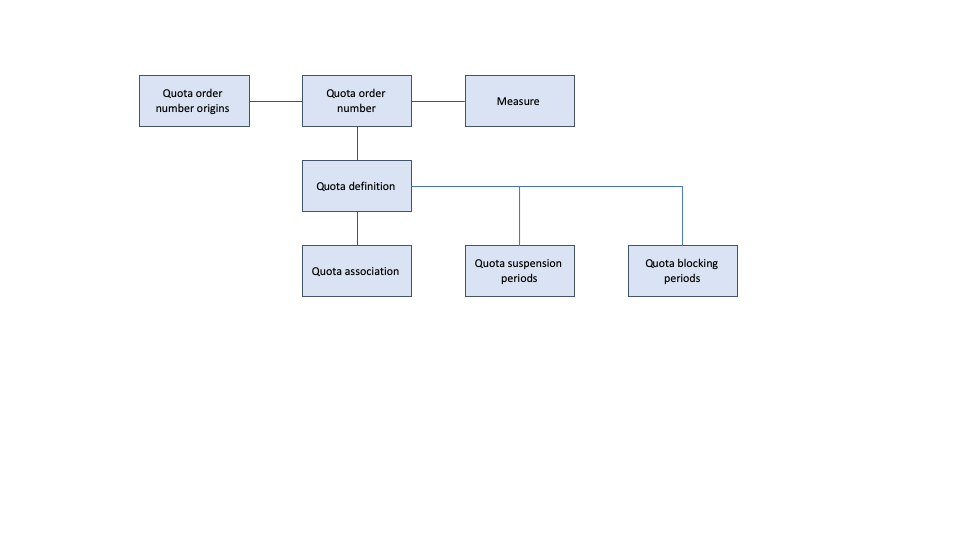 Quota order
number origins
Quota order
number
Measure
Quota definition
Quota association
Quota suspension
periods
Quota blocking
periods